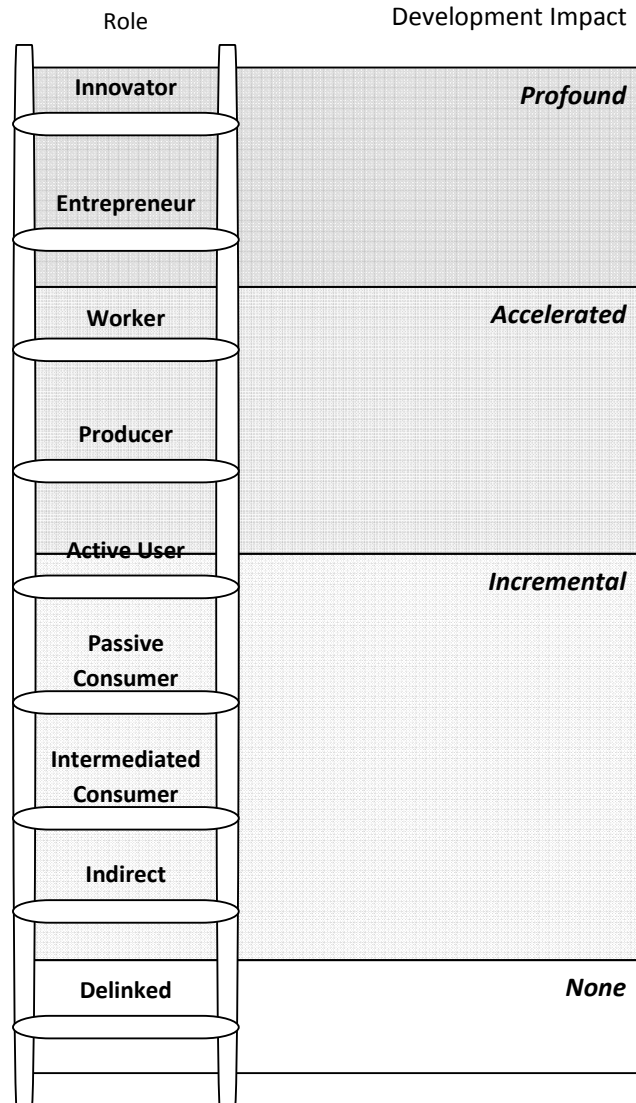 Role
Development Impact
Innovator
Profound
Entrepreneur
Worker
Accelerated
Producer
Active User
Incremental
Passive
Consumer
Intermediated
Consumer
Indirect
Delinked
None